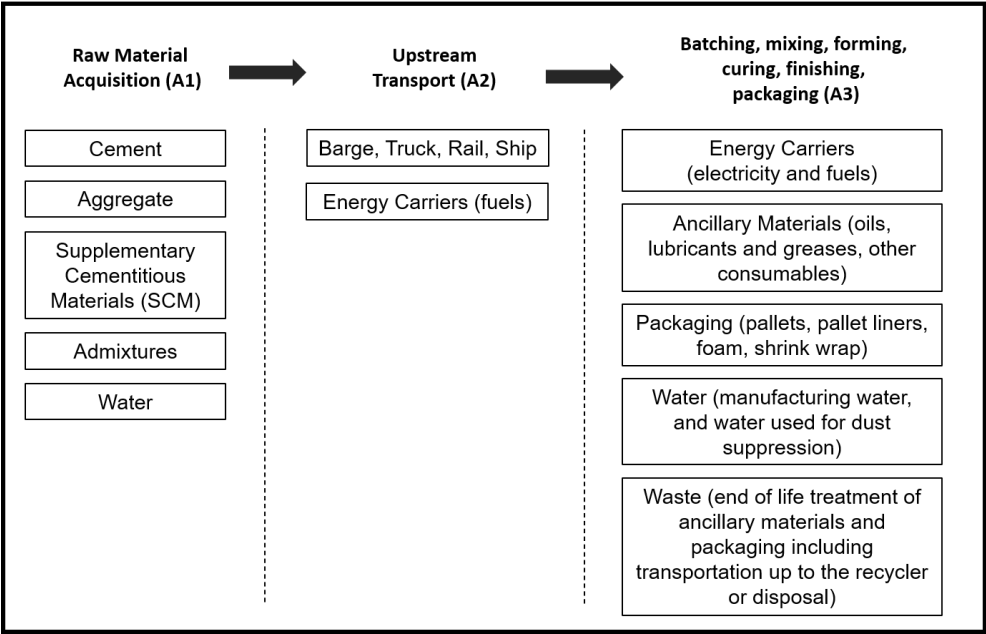 Raw Material
Acquisition (A1)
Upstream
Transport (A2)
Batching, mixing, forming,
curing, finishing,
packaging (A3)
Cement
Aggregate
Supplementary
Cementitious
Materials (SCM)
Admixtures
Water
Barge, Truck, Rail, Ship
Energy Carriers (fuels)
Energy Carriers
(electricity and fuels)
Ancillary Materials (oils,
lubricants and greases, other
consumables)
Packaging (pallets, pallet liners,
foam, shrink wrap)
Water (manufacturing water,
and water used for dust
suppression)
Waste (end of life treatment of
ancillary materials and
packaging including
transportation up to the recycler
or disposal)